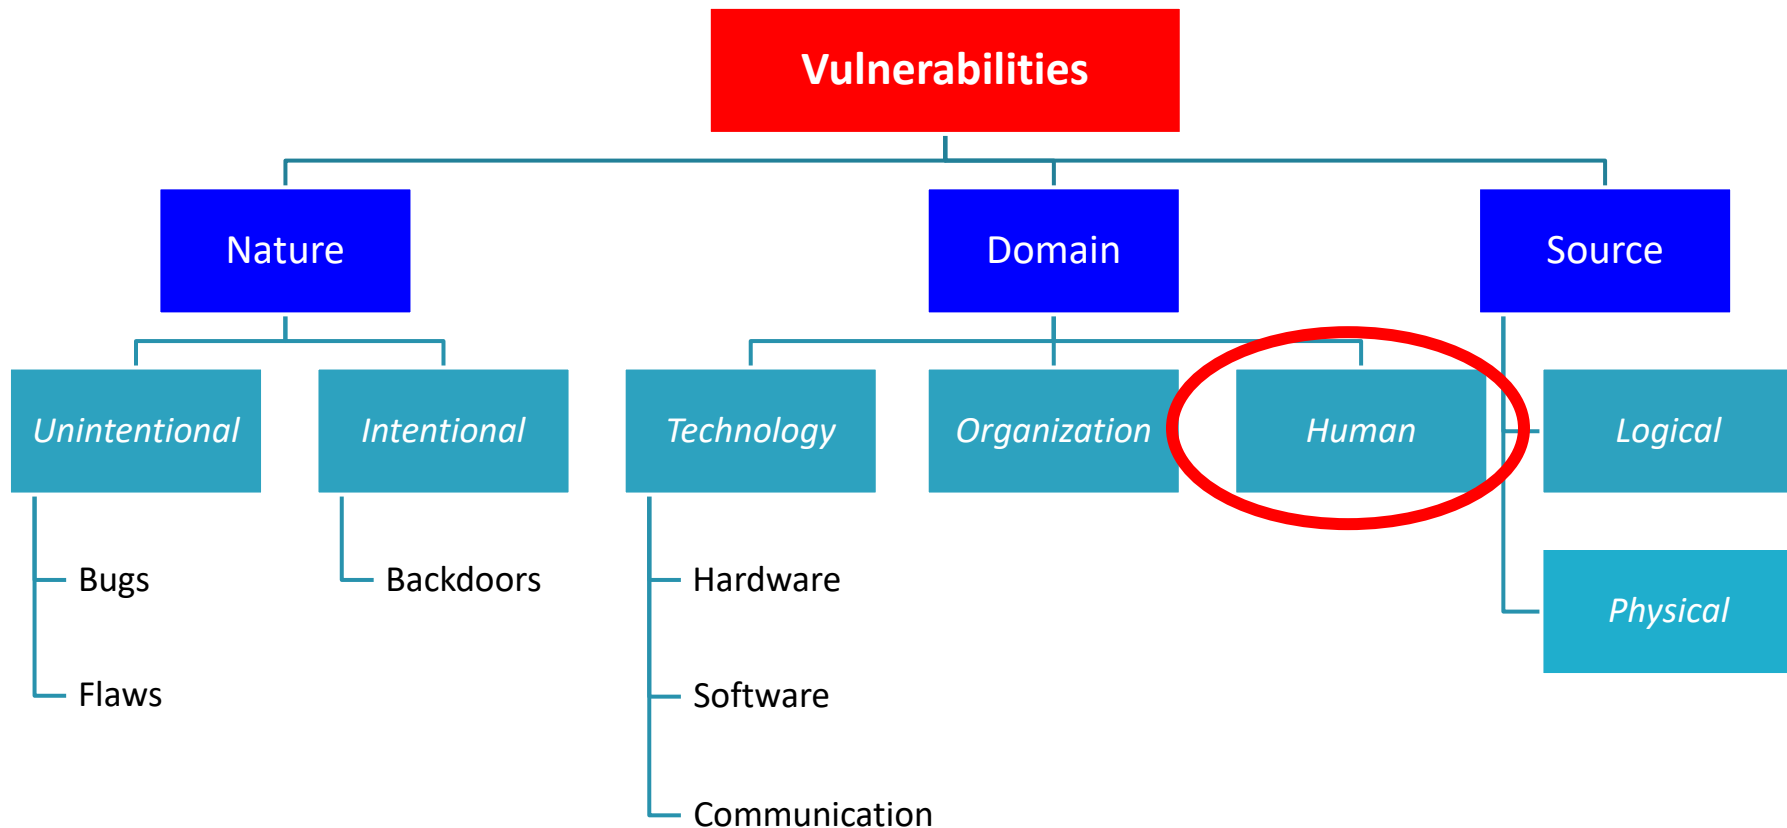 Vulnerabilities
Nature
Domain
Source
Unintentional
Intentional
Technology
Organization
Human
Logical
Bugs
Backdoors
Hardware
Physical
Flaws
Software
Communication